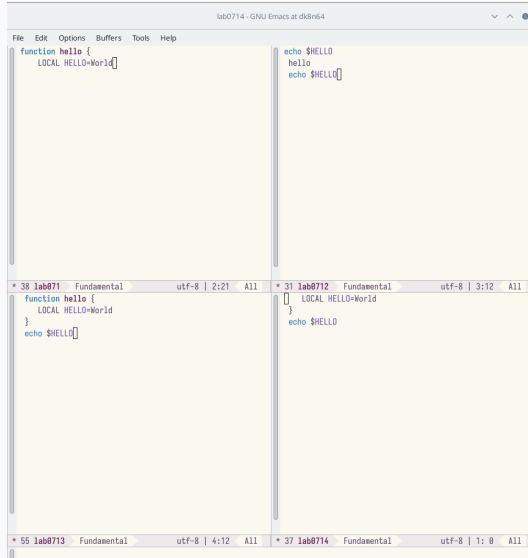 lab0714 - GNU Emacs at dk8n64
File Edit Options Buffers Tools Help
function hello {
LOCAL HELLO=World
* 38 lab071 Fundamental utf-8 | 2:21 All
echo $HELLO
hello
echo $HELLO
* 31 lab0712 Fundamental utf-8 | 3:12 All
function hello {
LOCAL HELLO=World
}
echo $HELLO
* 55 lab0713 Fundamental utf-8 | 4:12 All
LOCAL HELLO=World
}
echo $HELLO
* 37 lab0714 Fundamental utf-8 | 1: 0 All